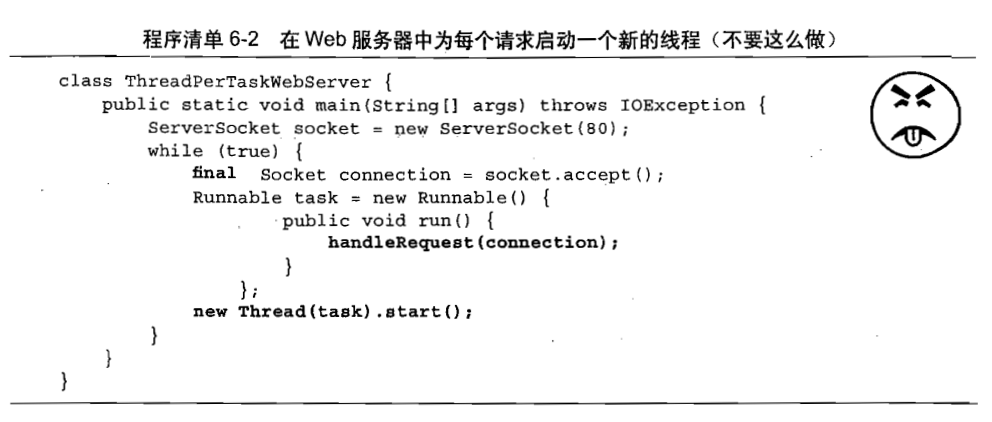 程序清单 6-2 在 Web 服务器中为每个请求启动一个新的线程（不要这么做）
class ThreadPerTaskWebServer {
    public static void main(String[] args) throws IOException {
        ServerSocket socket = new ServerSocket(80);
        while (true) {
            final Socket connection = socket.accept();
            Runnable task = new Runnable() {
                    public void run() {
                        handleRequest(connection);
                    }
                };
            new Thread(task).start();
        }
    }
}